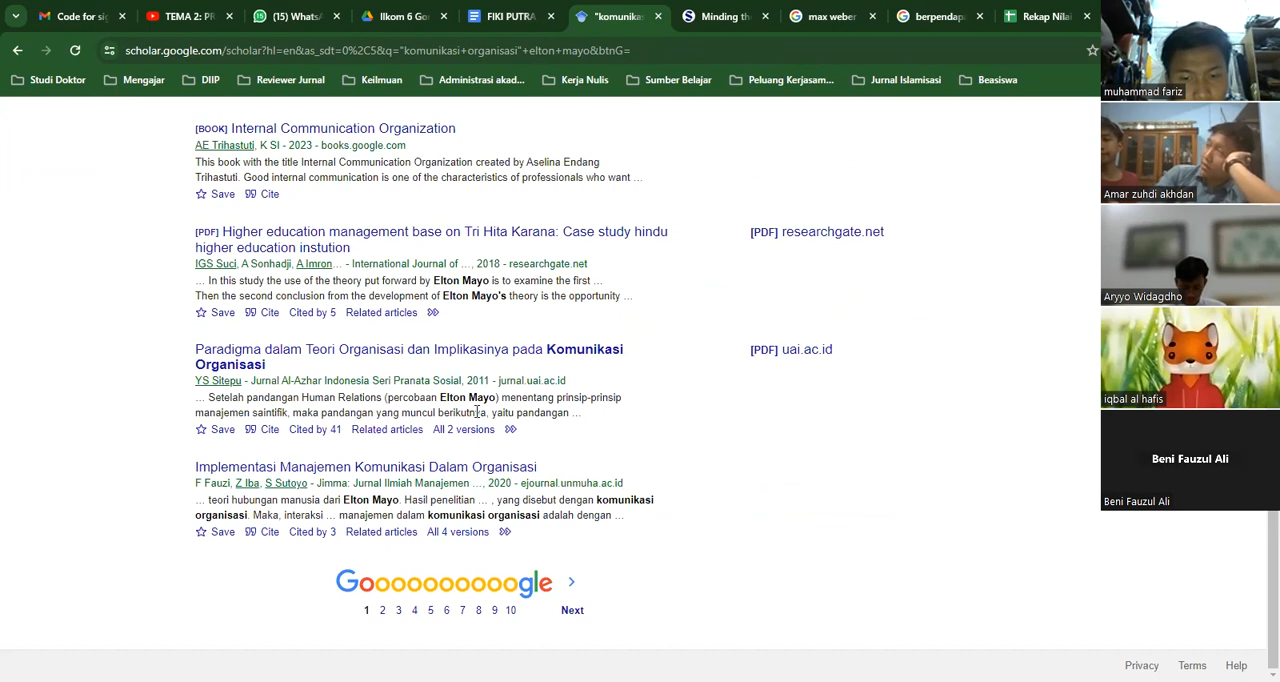 Code for sig
TEMA 2: PR
(15) Whats
Ilkom 6 Go
FIKI PUTRA
"komunikas
Minding th
max weber
berpendapa
Rekap Nilai
scholar.google.com/scholar?hl=en&as_sdt=0%2C5&q="komunikasi+organisasi"+elton+mayo&btnG=
Studi Doktor
Mengajar
DIIP
Reviewer Jurnal
Keilmuan
Administrasi akad...
Kerja Nulis
Sumber Belajar
Peluang Kerjasam...
Jurnal Islamisasi
Beasiswa
[BOOK] Internal Communication Organization
AE Trihastuti, K SI - 2023 - books.google.com
This book with the title Internal Communication Organization created by Aselina Endang
Trihastuti. Good internal communication is one of the characteristics of professionals who want ...
Save Cite
[PDF] Higher education management base on Tri Hita Karana: Case study hindu
higher education instution
[PDF] researchgate.net
IGS Suci, A Sonhadji, A Imron... - International Journal of ..., 2018 - researchgate.net
... In this study the use of the theory put forward by Elton Mayo is to examine the first ...
Then the second conclusion from the development of Elton Mayo's theory is the opportunity ...
Save Cite Cited by 5 Related articles
Paradigma dalam Teori Organisasi dan Implikasinya pada Komunikasi
Organisasi
[PDF] uai.ac.id
YS Sitepu - Jurnal Al-Azhar Indonesia Seri Pranata Sosial, 2011 - jurnal.uai.ac.id
... Setelah pandangan Human Relations (percobaan Elton Mayo) menentang prinsip-prinsip
manajemen saintifik, maka pandangan yang muncul berikutnya, yaitu pandangan ...
Save Cite Cited by 41 Related articles All 2 versions
Implementasi Manajemen Komunikasi Dalam Organisasi
F Fauzi, Z Iba, S Sutoyo - Jimma: Jurnal Ilmiah Manajemen ..., 2020 - ejournal.unmuha.ac.id
... teori hubungan manusia dari Elton Mayo. Hasil penelitian ... , yang disebut dengan komunikasi
organisasi. Maka, interaksi ... manajemen dalam komunikasi organisasi adalah dengan ...
Save Cite Cited by 3 Related articles All 4 versions
Gooooooooogle
1 2 3 4 5 6 7 8 9 10 Next
Privacy Terms Help
muhammad fariz
Amar zuhdi akhdan
Aryyo Widagdho
iqbal al hafis
Beni Fauzul Ali
Beni Fauzul Ali